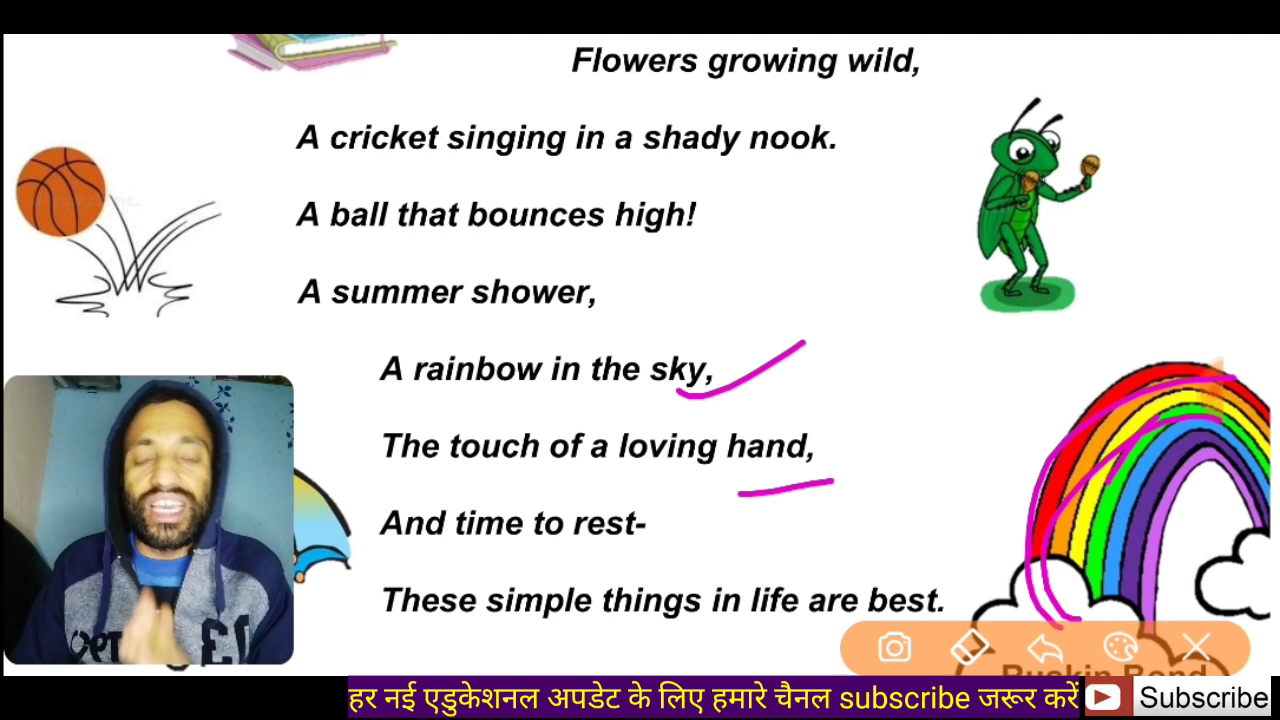 Flowers growing wild,
A cricket singing in a shady nook.
A ball that bounces high!
A summer shower,
A rainbow in the sky,
The touch of a loving hand,
And time to rest-
These simple things in life are best.
Ruskin Bond
हर नई एडुकेशनल अपडेट के लिए हमारे चैनल subscribe जरूर करें
Subscribe